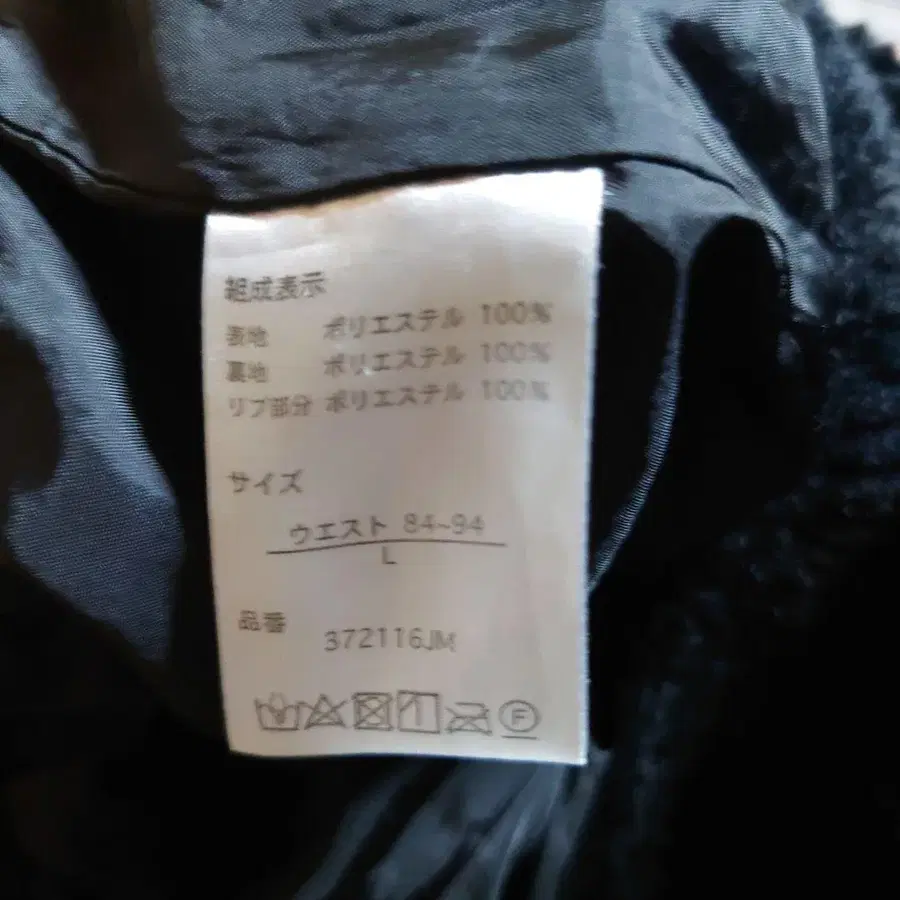 組成表示
表地 ポリエステル 100%
裏地 ポリエステル 100%
リブ部分 ポリエステル 100%
サイズ
ウエスト 84~94
L
品番
372116JM
F